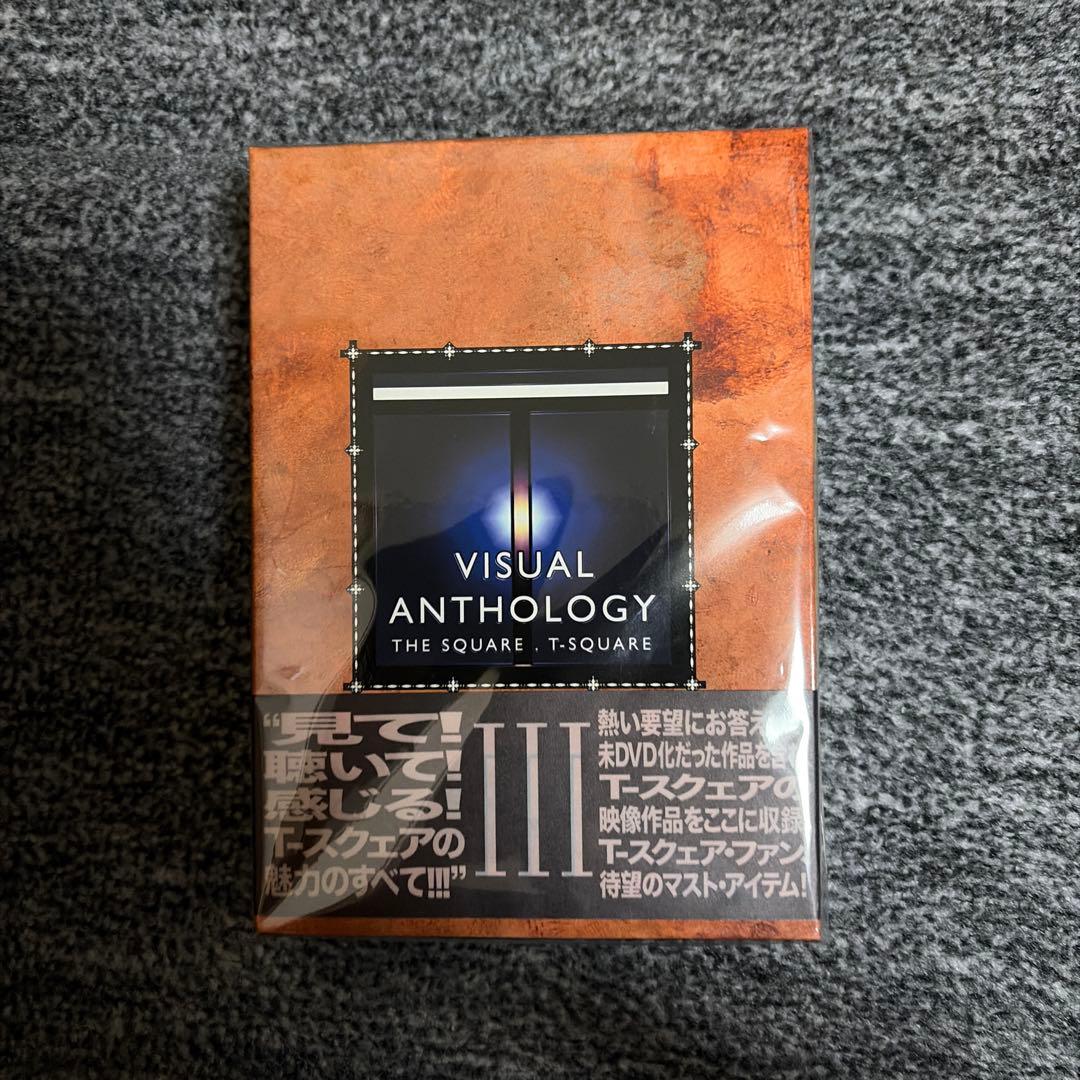 VISUAL
ANTHOLOGY
THE SQUARE . T-SQUARE
“見て!
聴いて!
感じる!
T-スクェアの
魅力のすべて!!!”
III
熱い要望にお答え
未DVD化だった作品を含
T-スクェアの
映像作品をここに収録
T-スクェア・ファン
待望のマスト・アイテム!